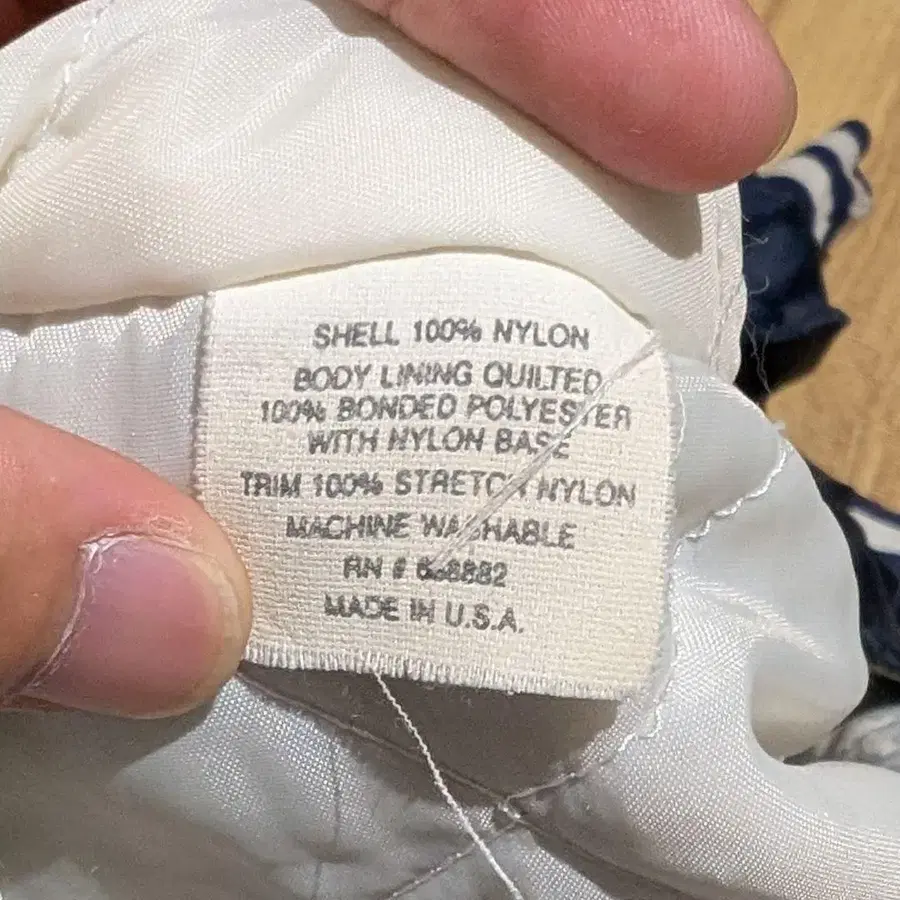 SHELL 100% NYLON
BODY LINING QUILTED
100% BONDED POLYESTER
WITH NYLON BASE
TRIM 100% STRETCH NYLON
MACHINE WASHABLE
RN #
MADE IN U.S.A.